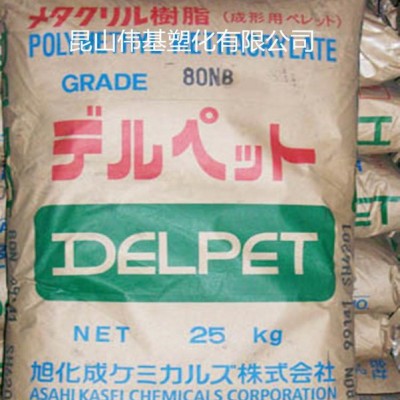 メタクリル樹脂 (成形用ペレット)
昆山伟基塑化有限公司
GRADE 80NB
デルペット
DELPET
NET 25 kg
旭化成ケミカルズ株式会社
ASAHI KASEI CHEMICALS CORPORATION